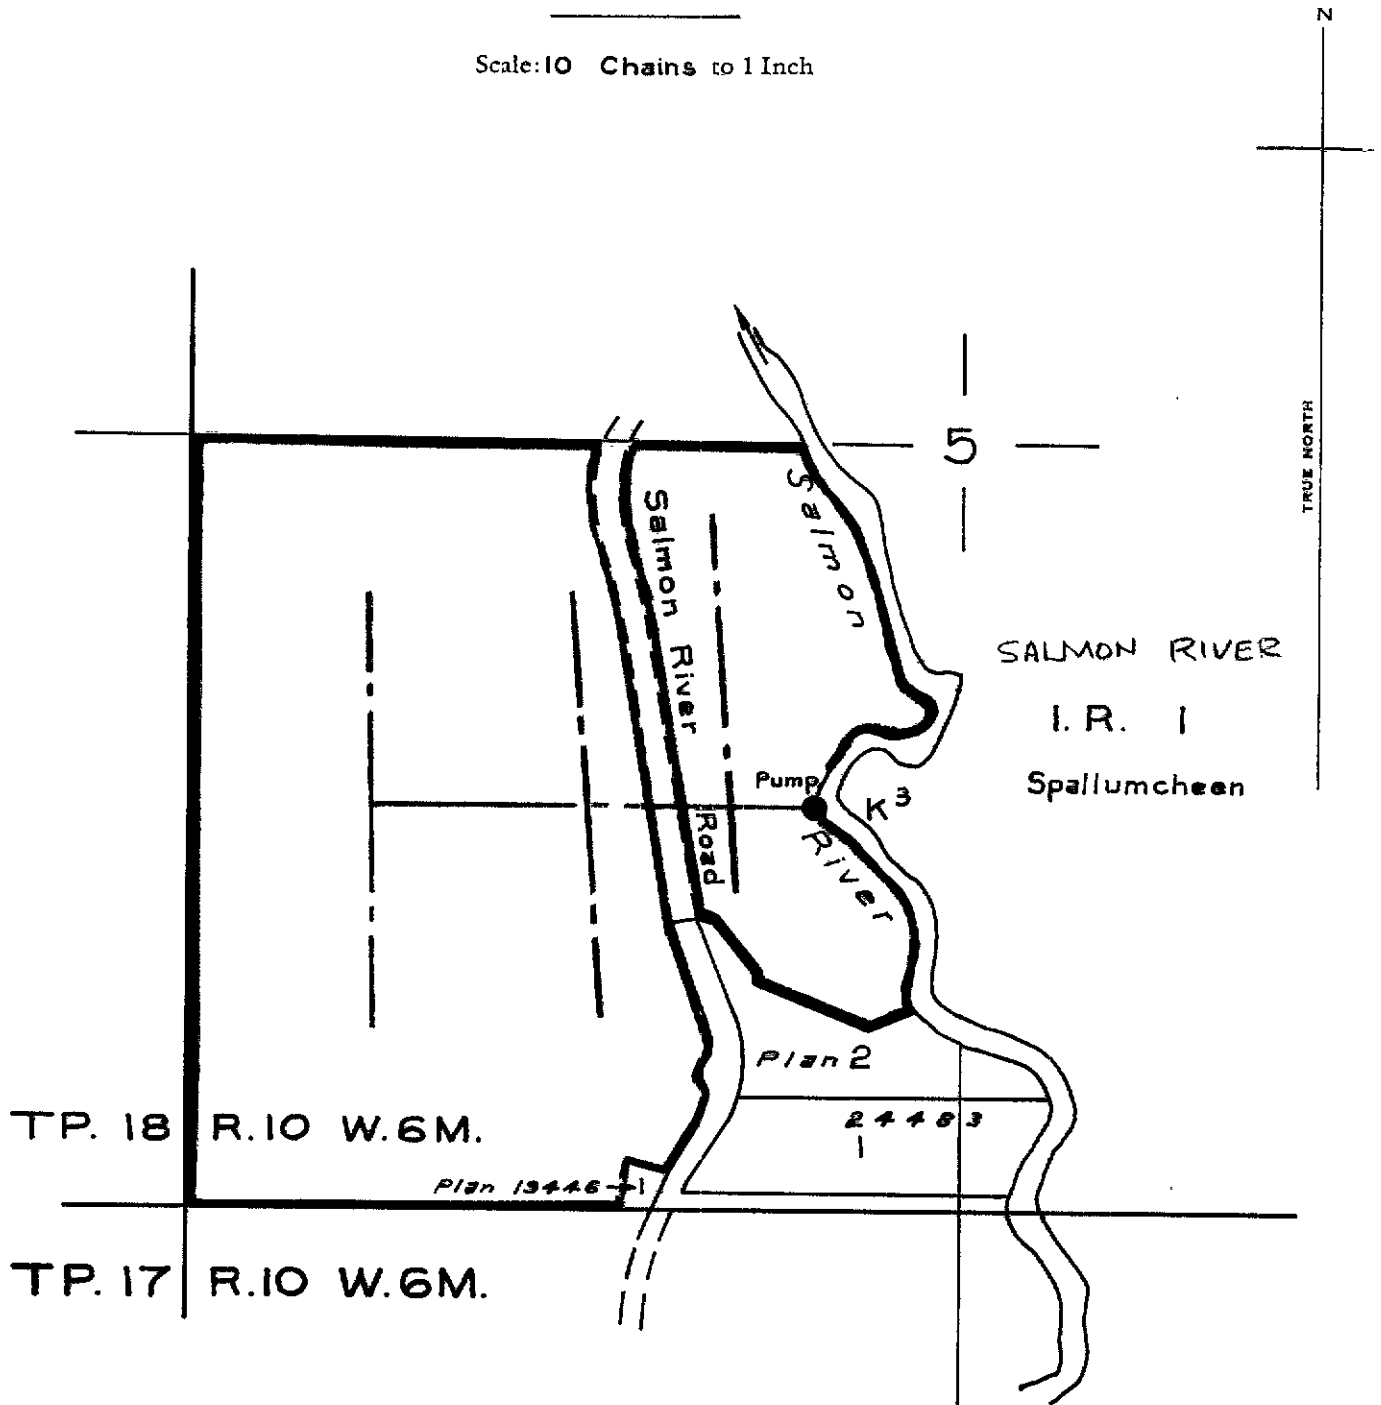 N
Scale: 10 Chains to 1 Inch
TRUE NORTH
5
Salmon River Road
Salmon River
SALMON RIVER
I. R. 1
Spallumcheen
Pump
K3
Plan 2
24483
1
TP. 18 R.10 W.6M.
Plan 19446 → 1
TP. 17 R.10 W.6M.